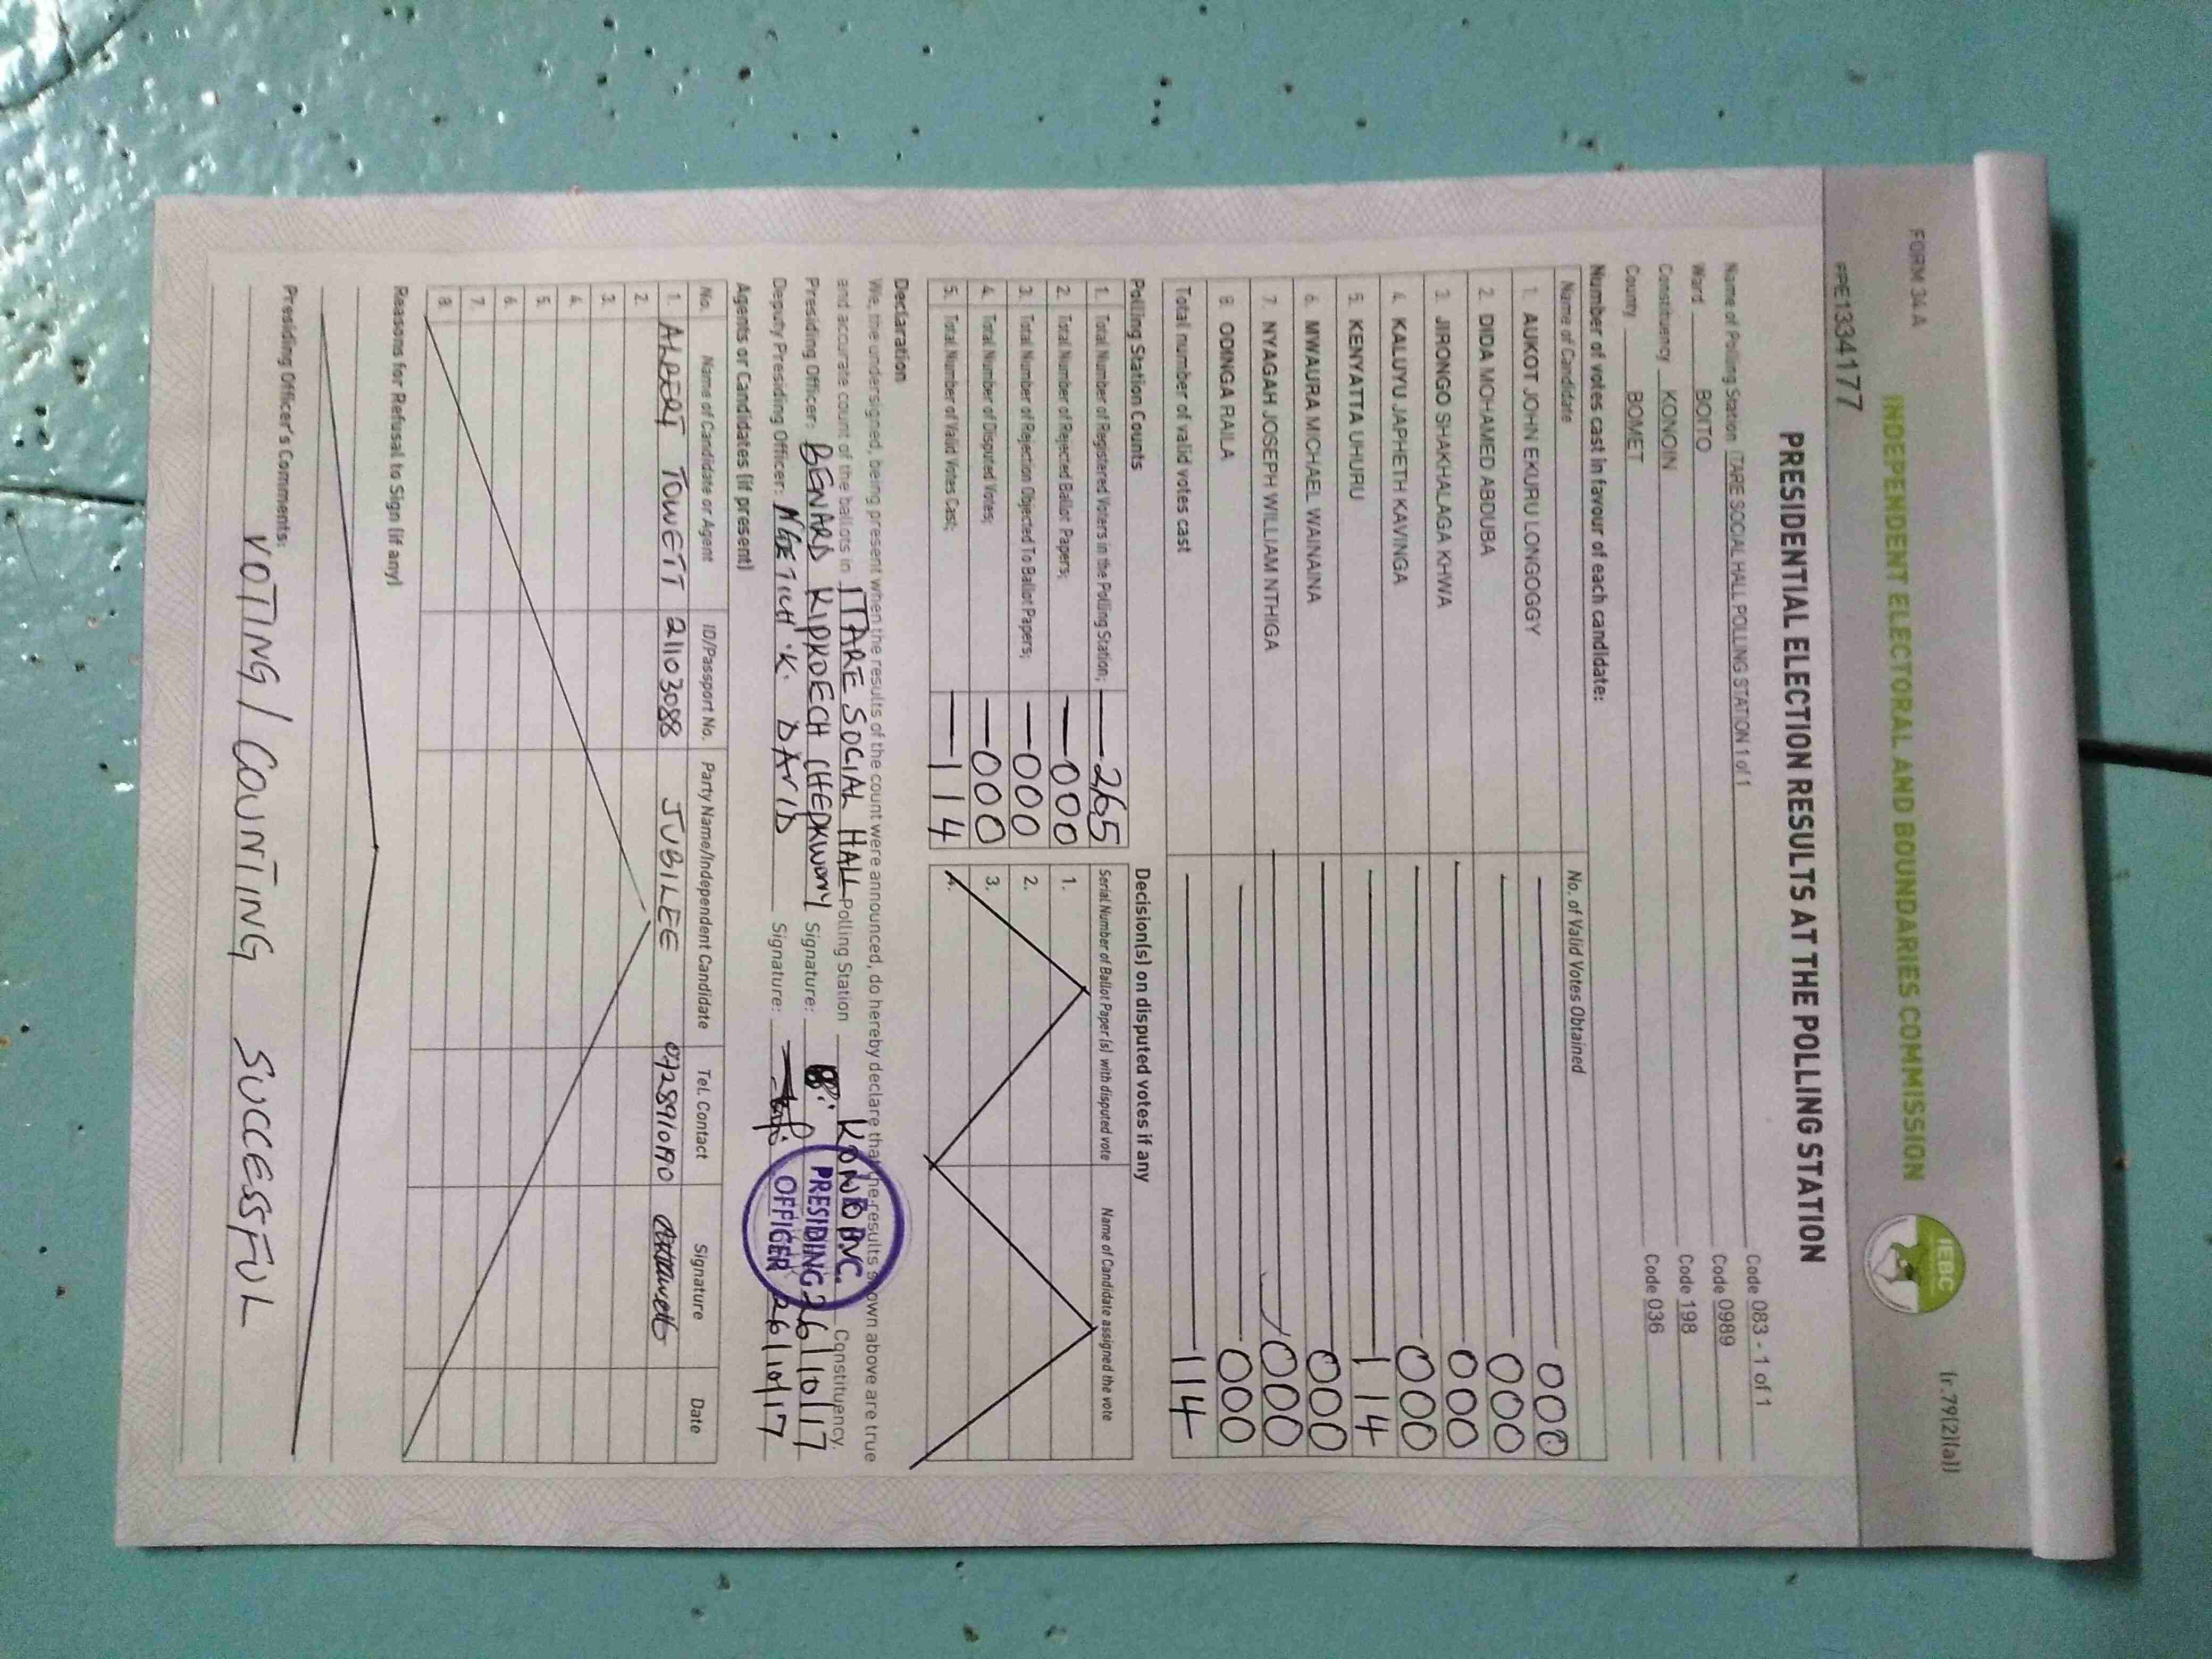 FORM 34A
(r.79(2)(a))
INDEPENDENT ELECTORAL AND BOUNDARIES COMMISSION
IEBC
PRE1334177
PRESIDENTIAL ELECTION RESULTS AT THE POLLING STATION
Name of Polling Station ITARE SOCIAL HALL POLLING STATION 1 of 1 Code 083 - 1 of 1
Ward BOITO Code 0989
Constituency KONOIN Code 198
County BOMET Code 036
Number of votes cast in favour of each candidate:
Name of Candidate No. of Valid Votes Obtained
1. AUKOT JOHN EKURU LONGOGGY 000
2. DIDA MOHAMED ABDUBA 000
3. JIRONGO SHAKHALAGA KHWA 000
4. KALUYU JAPHETH KAVINGA 000
5. KENYATTA UHURU 114
6. MWAURA MICHAEL WAINAINA 000
7. NYAGAH JOSEPH WILLIAM NTHIGA 000
8. ODINGA RAILA 000
Total number of valid votes cast 114
Polling Station Counts Decision(s) on disputed votes if any
1. Total Number of Registered Voters in the Polling Station; 265 Serial Number of Ballot Paper (s) with disputed vote Name of Candidate assigned the vote
2. Total Number of Rejected Ballot Papers; 000 1.
3. Total Number of Rejection Objected To Ballot Papers; 000 2.
4. Total Number of Disputed Votes; 000 3.
5. Total Number of Valid Votes Cast; 114 4.
Declaration
We, the undersigned, being present when the results of the count were announced, do hereby declare that the results shown above are true
and accurate count of the ballots in ITARE SOCIAL HALL Polling Station KONOIN Constituency.
Presiding Officer: BENARD KIPKOECH CHEPKWONY Signature: 26/10/17
Deputy Presiding Officer: NGETICH K. DAVID Signature: 26/10/17
PRESIDING
OFFICER
Agents or Candidates (if present)
No. Name of Candidate or Agent ID/Passport No. Party Name/Independent Candidate Tel. Contact Signature Date
1. ALBERT TOWETT 21103088 JUBILEE
2.
3.
4.
5.
6.
7.
8.
Reasons for Refusal to Sign (if any)
Presiding Officer's Comments:
VOTING / COUNTING SUCCESSFUL